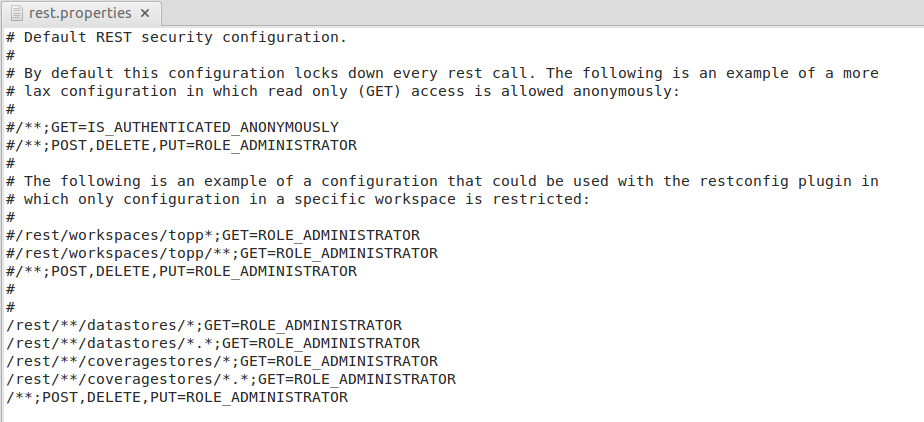 rest.properties ×
# Default REST security configuration.
#
# By default this configuration locks down every rest call. The following is an example of a more
# lax configuration in which read only (GET) access is allowed anonymously:
#
#/**;GET=IS_AUTHENTICATED_ANONYMOUSLY
#/**;POST,DELETE,PUT=ROLE_ADMINISTRATOR
#
# The following is an example of a configuration that could be used with the restconfig plugin in
# which only configuration in a specific workspace is restricted:
#
#/rest/workspaces/topp*;GET=ROLE_ADMINISTRATOR
#/rest/workspaces/topp/**;GET=ROLE_ADMINISTRATOR
#/**;POST,DELETE,PUT=ROLE_ADMINISTRATOR
#
#
/rest/**/datastores/*;GET=ROLE_ADMINISTRATOR
/rest/**/datastores/*.*;GET=ROLE_ADMINISTRATOR
/rest/**/coveragestores/*;GET=ROLE_ADMINISTRATOR
/rest/**/coveragestores/*.*;GET=ROLE_ADMINISTRATOR
/**;POST,DELETE,PUT=ROLE_ADMINISTRATOR